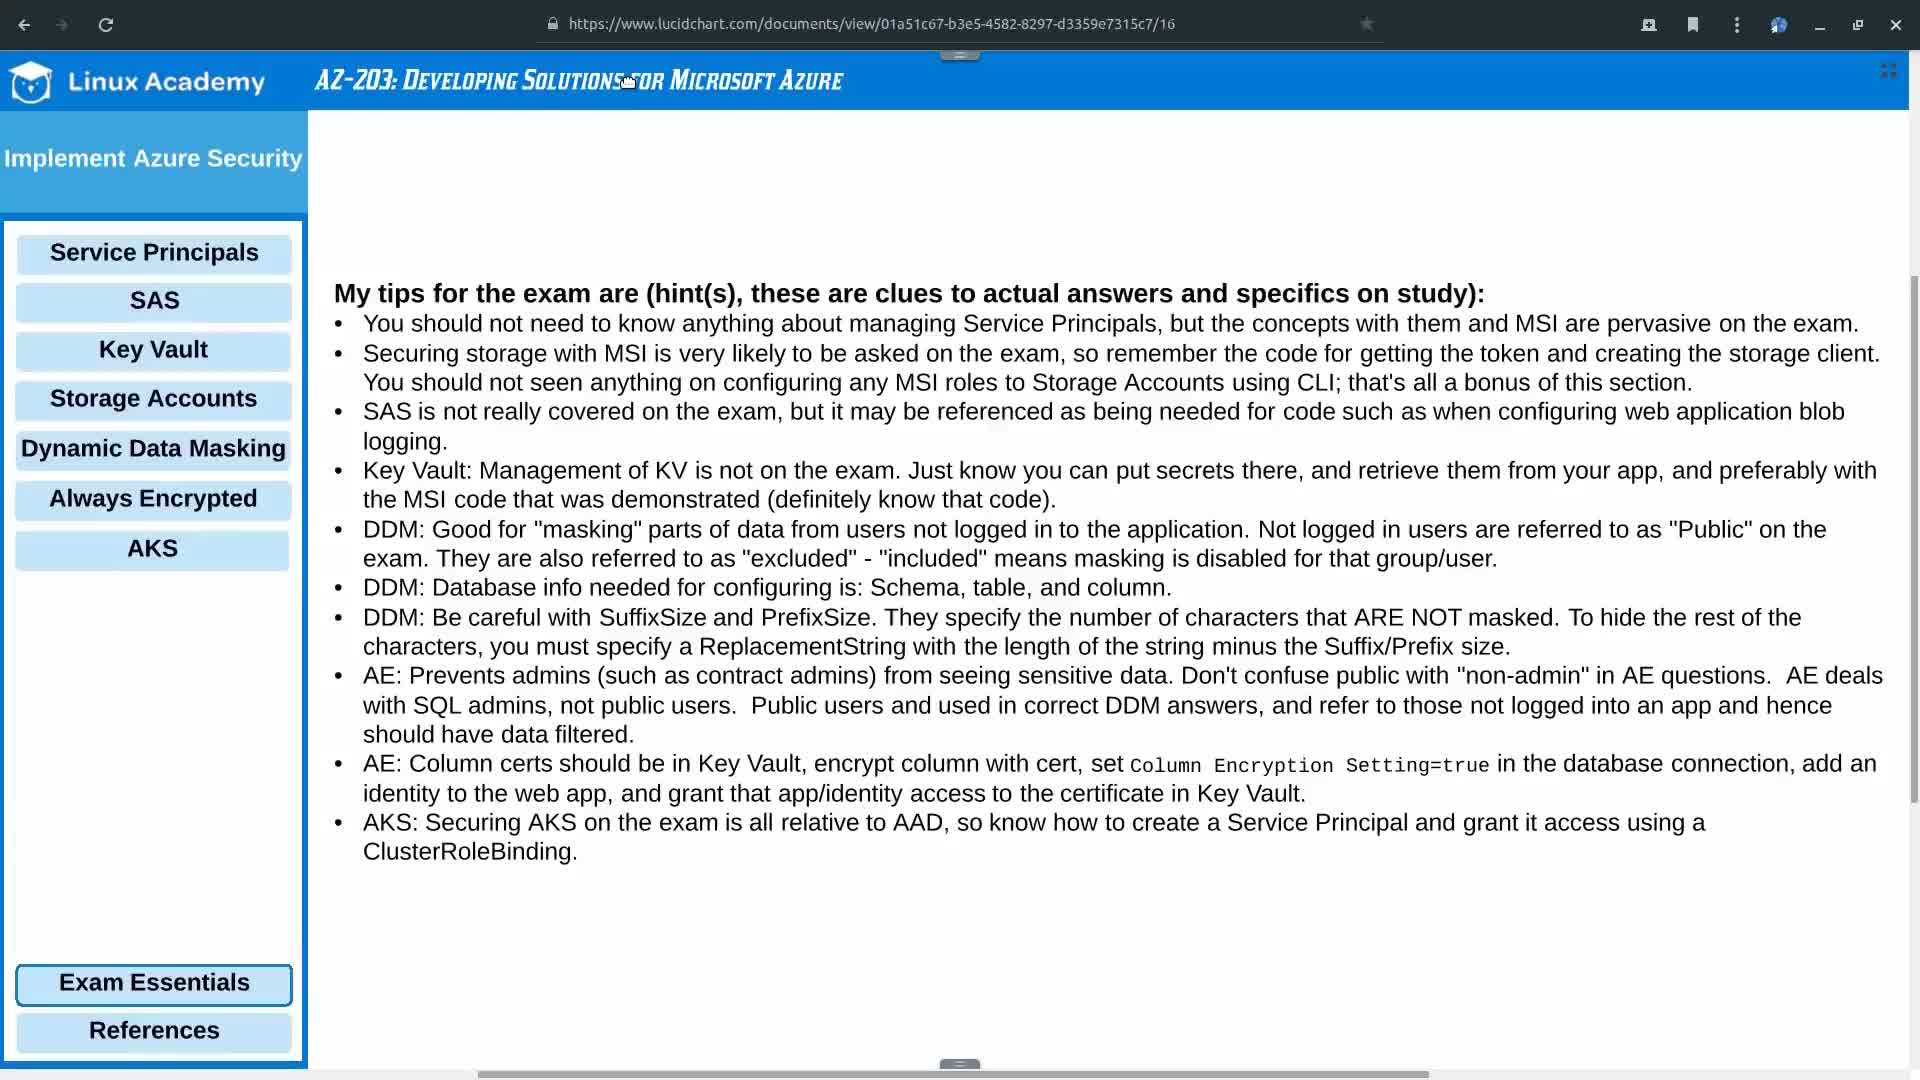 https://www.lucidchart.com/documents/view/01a51c67-b3e5-4582-8297-d3359e7315c7/16
Linux Academy
AZ-203: Developing Solutions for Microsoft Azure
Implement Azure Security
Service Principals
SAS
Key Vault
Storage Accounts
Dynamic Data Masking
Always Encrypted
AKS
Exam Essentials
References
My tips for the exam are (hint(s), these are clues to actual answers and specifics on study):
• You should not need to know anything about managing Service Principals, but the concepts with them and MSI are pervasive on the exam.
• Securing storage with MSI is very likely to be asked on the exam, so remember the code for getting the token and creating the storage client.
You should not seen anything on configuring any MSI roles to Storage Accounts using CLI; that's all a bonus of this section.
• SAS is not really covered on the exam, but it may be referenced as being needed for code such as when configuring web application blob
logging.
• Key Vault: Management of KV is not on the exam. Just know you can put secrets there, and retrieve them from your app, and preferably with
the MSI code that was demonstrated (definitely know that code).
• DDM: Good for "masking" parts of data from users not logged in to the application. Not logged in users are referred to as "Public" on the
exam. They are also referred to as "excluded" - "included" means masking is disabled for that group/user.
• DDM: Database info needed for configuring is: Schema, table, and column.
• DDM: Be careful with SuffixSize and PrefixSize. They specify the number of characters that ARE NOT masked. To hide the rest of the
characters, you must specify a ReplacementString with the length of the string minus the Suffix/Prefix size.
• AE: Prevents admins (such as contract admins) from seeing sensitive data. Don't confuse public with "non-admin" in AE questions. AE deals
with SQL admins, not public users. Public users and used in correct DDM answers, and refer to those not logged into an app and hence
should have data filtered.
• AE: Column certs should be in Key Vault, encrypt column with cert, set Column Encryption Setting=true in the database connection, add an
identity to the web app, and grant that app/identity access to the certificate in Key Vault.
• AKS: Securing AKS on the exam is all relative to AAD, so know how to create a Service Principal and grant it access using a
ClusterRoleBinding.